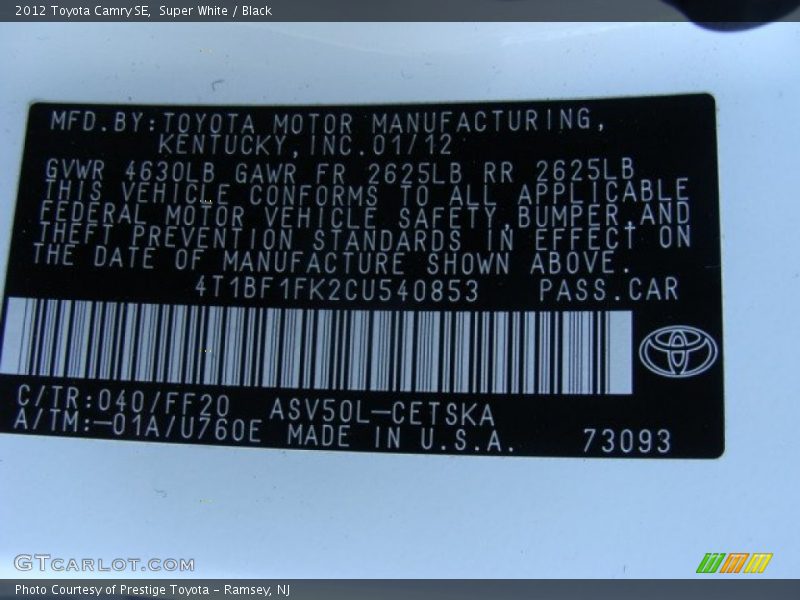 2012 Toyota Camry SE, Super White / Black
MFD.BY:TOYOTA MOTOR MANUFACTURING,
KENTUCKY,INC.01/12
GVWR 4630LB GAWR FR 2625LB RR 2625LB
THIS VEHICLE CONFORMS TO ALL APPLICABLE
FEDERAL MOTOR VEHICLE SAFETY,BUMPER,AND
THEFT PREVENTION STANDARDS IN EFFECT ON
THE DATE OF MANUFACTURE SHOWN ABOVE.
4T1BF1FK2CU540853 PASS.CAR
C/TR:040/FF20 ASV50L-CETSKA
A/TM:-01A/U760E MADE IN U.S.A. 73093
GTCARLOT.COM
Photo Courtesy of Prestige Toyota - Ramsey, NJ